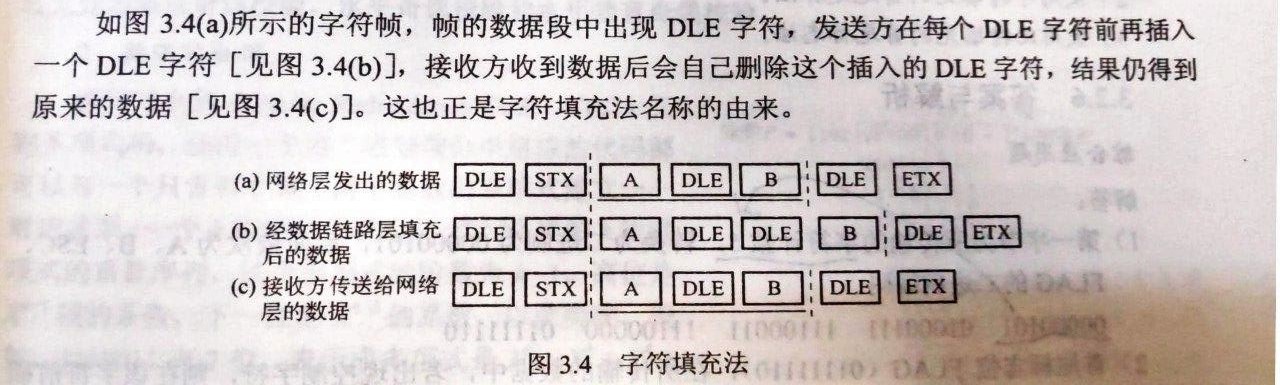 如图 3.4(a)所示的字符帧，帧的数据段中出现 DLE 字符，发送方在每个 DLE 字符前再插入
一个 DLE 字符［见图 3.4(b)］，接收方收到数据后会自己删除这个插入的 DLE 字符，结果仍得到
原来的数据［见图 3.4(c)］。这也正是字符填充法名称的由来。
(a) 网络层发出的数据 DLE STX A DLE B DLE ETX
(b) 经数据链路层填充 DLE STX A DLE DLE B DLE ETX
后的数据
(c) 接收方传送给网络 DLE STX A DLE B DLE ETX
层的数据
图 3.4 字符填充法